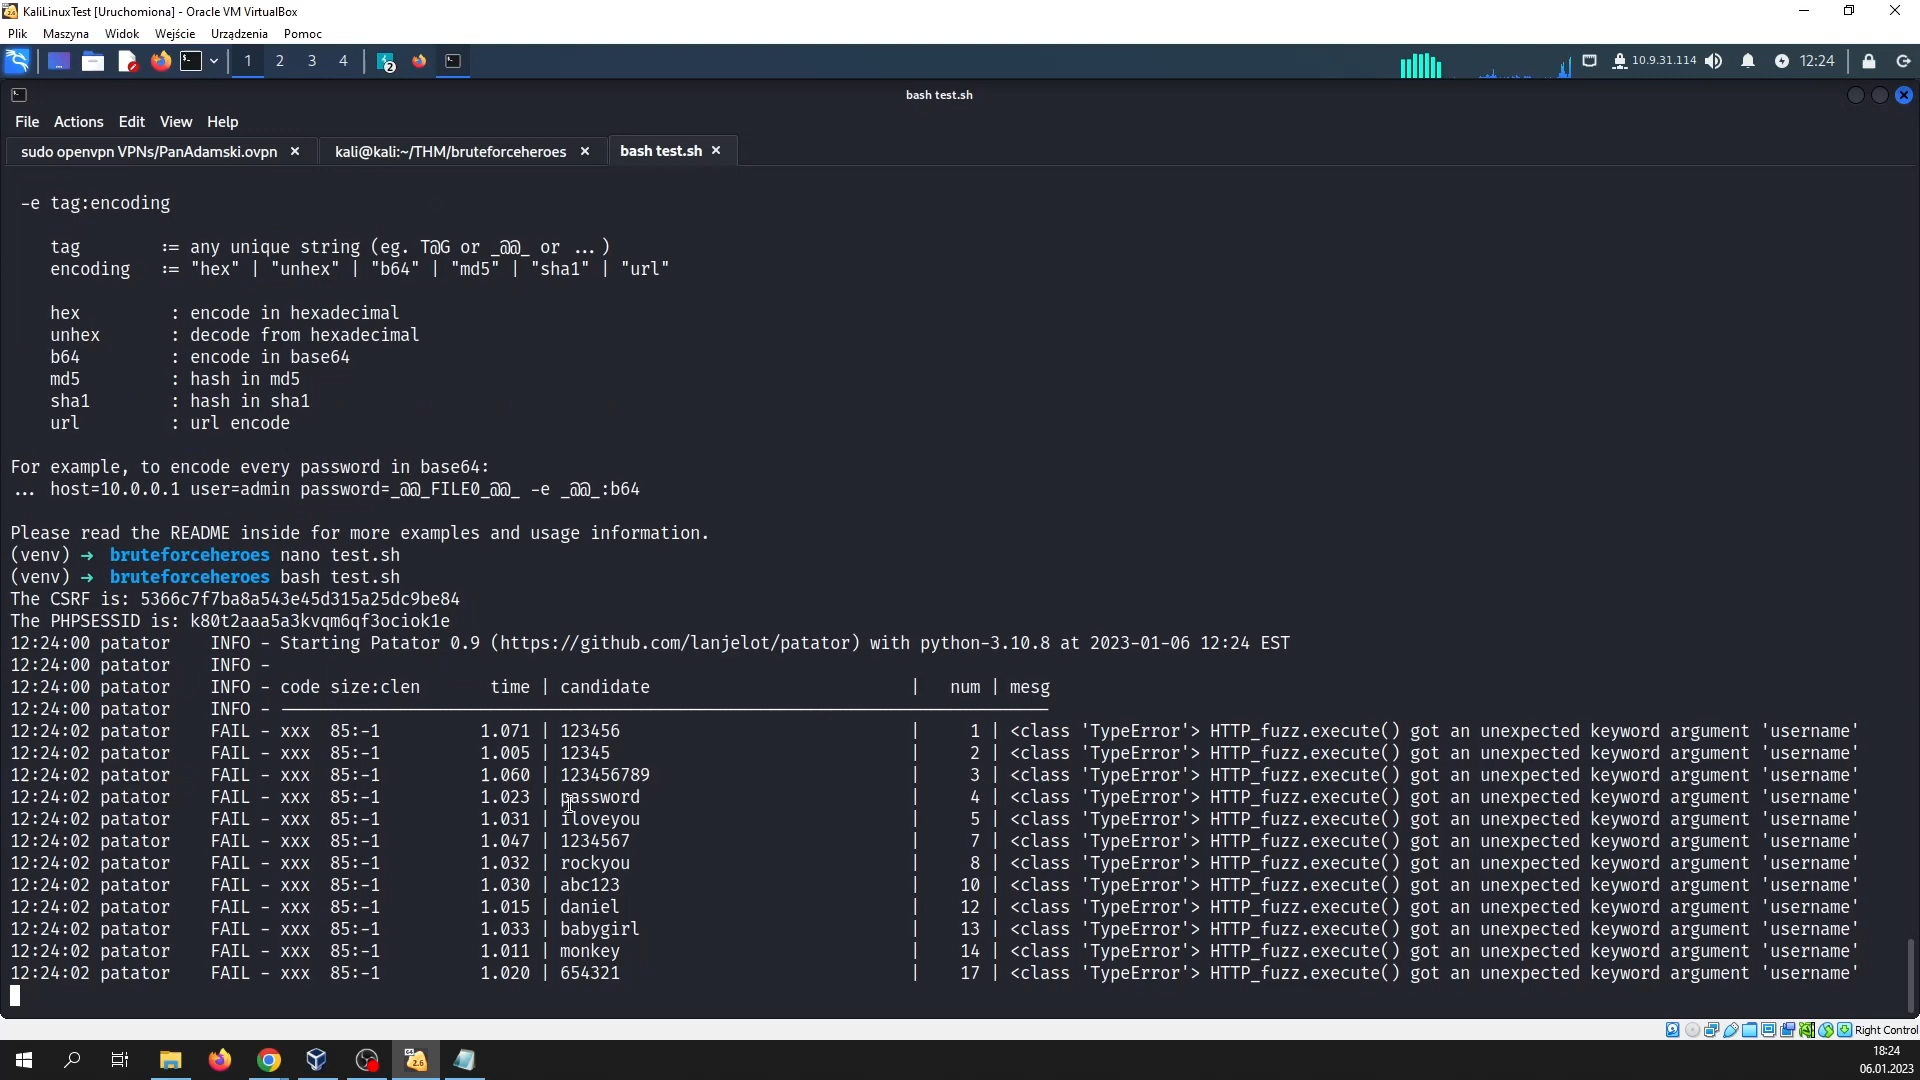 KaliLinuxTest [Uruchomiona] - Oracle VM VirtualBox
Plik Maszyna Widok Wejście Urządzenia Pomoc
1 2 3 4 2 10.9.31.114 12:24
bash test.sh
File Actions Edit View Help
sudo openvpn VPNs/PanAdamski.ovpn × kali@kali:~/THM/bruteforceheroes × bash test.sh ×
-e tag:encoding
tag := any unique string (eg. T@G or _@@_ or ...)
encoding := "hex" | "unhex" | "b64" | "md5" | "sha1" | "url"
hex : encode in hexadecimal
unhex : decode from hexadecimal
b64 : encode in base64
md5 : hash in md5
sha1 : hash in sha1
url : url encode
For example, to encode every password in base64:
... host=10.0.0.1 user=admin password=_@@_FILE0_@@_ -e _@@_:b64
Please read the README inside for more examples and usage information.
(venv) → bruteforceheroes nano test.sh
(venv) → bruteforceheroes bash test.sh
The CSRF is: 5366c7f7ba8a543e45d315a25dc9be84
The PHPSESSID is: k80t2aaa5a3kvqm6qf3ociok1e
12:24:00 patator INFO - Starting Patator 0.9 (https://github.com/lanjelot/patator) with python-3.10.8 at 2023-01-06 12:24 EST
12:24:00 patator INFO -
12:24:00 patator INFO - code size:clen time | candidate | num | mesg
12:24:00 patator INFO - ----------------------------------------------------------------------
12:24:02 patator FAIL - xxx 85:-1 1.071 | 123456 | 1 | <class 'TypeError'> HTTP_fuzz.execute() got an unexpected keyword argument 'username'
12:24:02 patator FAIL - xxx 85:-1 1.005 | 12345 | 2 | <class 'TypeError'> HTTP_fuzz.execute() got an unexpected keyword argument 'username'
12:24:02 patator FAIL - xxx 85:-1 1.060 | 123456789 | 3 | <class 'TypeError'> HTTP_fuzz.execute() got an unexpected keyword argument 'username'
12:24:02 patator FAIL - xxx 85:-1 1.023 | password | 4 | <class 'TypeError'> HTTP_fuzz.execute() got an unexpected keyword argument 'username'
12:24:02 patator FAIL - xxx 85:-1 1.031 | iloveyou | 5 | <class 'TypeError'> HTTP_fuzz.execute() got an unexpected keyword argument 'username'
12:24:02 patator FAIL - xxx 85:-1 1.047 | 1234567 | 7 | <class 'TypeError'> HTTP_fuzz.execute() got an unexpected keyword argument 'username'
12:24:02 patator FAIL - xxx 85:-1 1.032 | rockyou | 8 | <class 'TypeError'> HTTP_fuzz.execute() got an unexpected keyword argument 'username'
12:24:02 patator FAIL - xxx 85:-1 1.030 | abc123 | 10 | <class 'TypeError'> HTTP_fuzz.execute() got an unexpected keyword argument 'username'
12:24:02 patator FAIL - xxx 85:-1 1.015 | daniel | 12 | <class 'TypeError'> HTTP_fuzz.execute() got an unexpected keyword argument 'username'
12:24:02 patator FAIL - xxx 85:-1 1.033 | babygirl | 13 | <class 'TypeError'> HTTP_fuzz.execute() got an unexpected keyword argument 'username'
12:24:02 patator FAIL - xxx 85:-1 1.011 | monkey | 14 | <class 'TypeError'> HTTP_fuzz.execute() got an unexpected keyword argument 'username'
12:24:02 patator FAIL - xxx 85:-1 1.020 | 654321 | 17 | <class 'TypeError'> HTTP_fuzz.execute() got an unexpected keyword argument 'username'
Right Control
18:24
06.01.2023